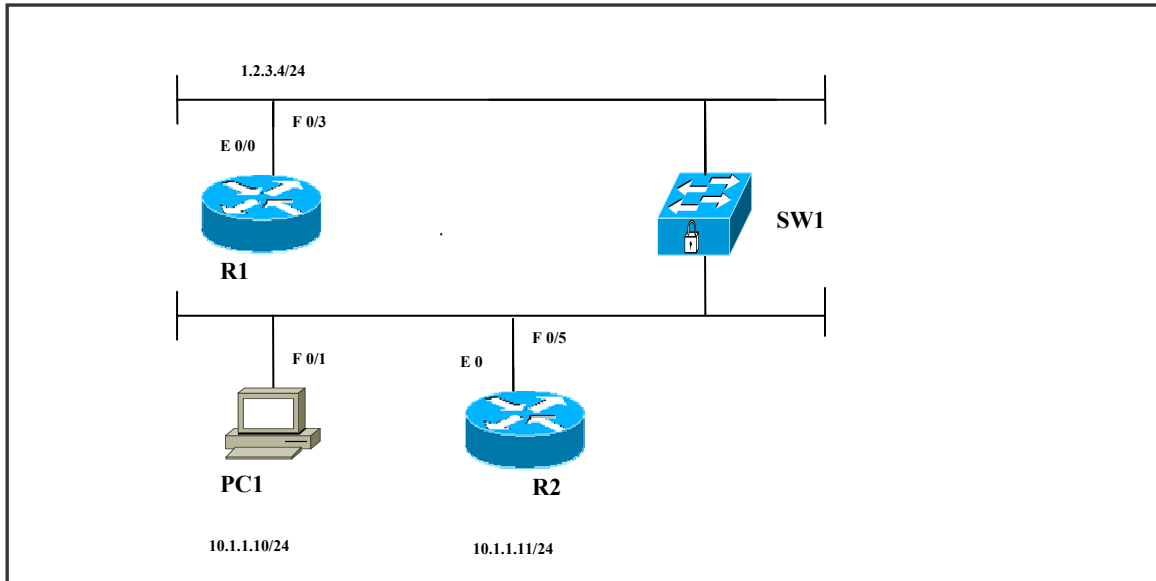 1.2.3.4/24
F 0/3
E 0/0
SW1
R1
F 0/5
F 0/1
E 0
PC1
R2
10.1.1.10/24
10.1.1.11/24